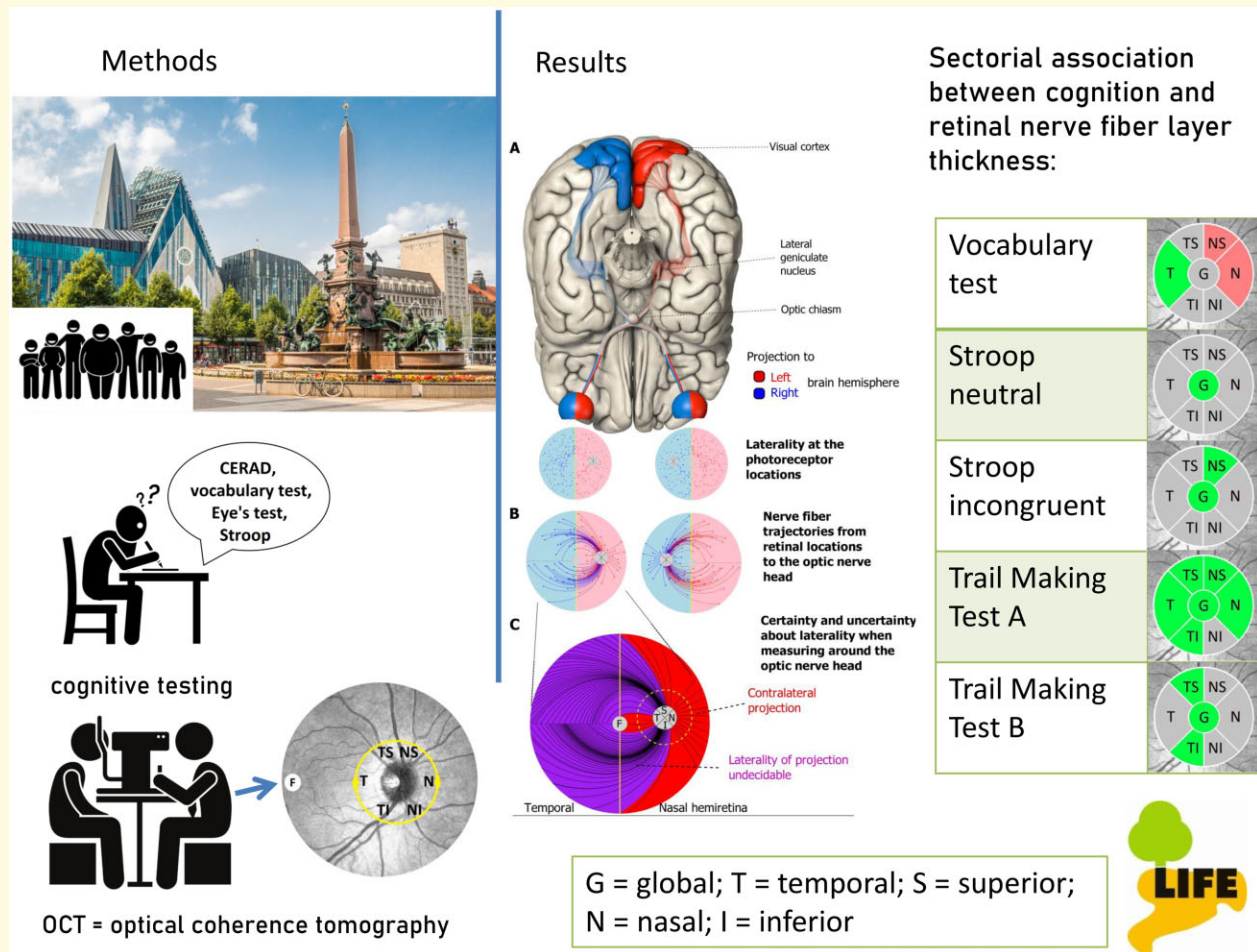 Methods
??
CERAD,
vocabulary test,
Eye's test,
Stroop
cognitive testing
F
TS NS
T N
TI NI
OCT = optical coherence tomography
Results
A
Visual cortex
Lateral
geniculate
nucleus
Optic chiasm
Projection to
Left
Right
brain hemisphere
Laterality at the
photoreceptor
locations
B
Nerve fiber
trajectories from
retinal locations
to the optic nerve
head
C
Certainty and uncertainty
about laterality when
measuring around the
optic nerve head
Contralateral
projection
F
S
T N
I
Laterality of projection
undecidable
Temporal
Nasal hemiretina
Sectorial association
between cognition and
retinal nerve fiber layer
thickness:
Vocabulary
test
TS NS
T G N
TI NI
Stroop
neutral
TS NS
T G N
TI NI
Stroop
incongruent
TS NS
T G N
TI NI
Trail Making
Test A
TS NS
T G N
TI NI
Trail Making
Test B
TS NS
T G N
TI NI
G = global; T = temporal; S = superior;
N = nasal; I = inferior
LIFE